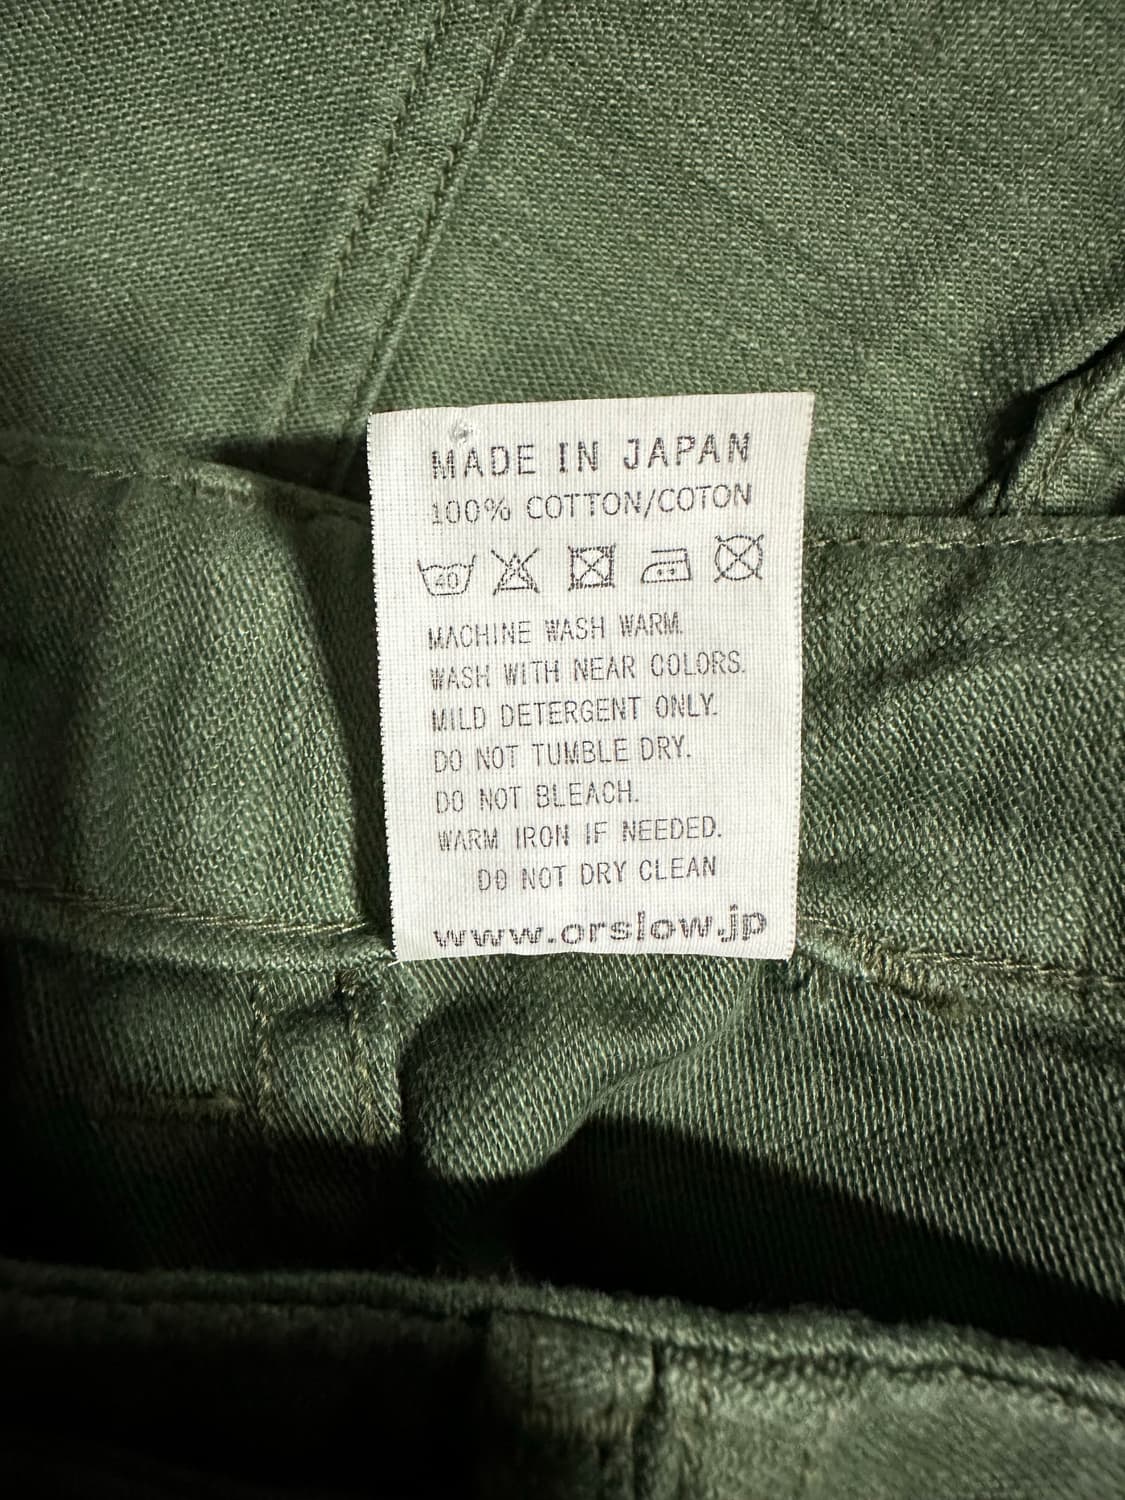 MADE IN JAPAN
100% COTTON/COTON
40
MACHINE WASH WARM.
WASH WITH NEAR COLORS.
MILD DETERGENT ONLY.
DO NOT TUMBLE DRY.
DO NOT BLEACH.
WARM IRON IF NEEDED.
DO NOT DRY CLEAN
www.orslow.jp